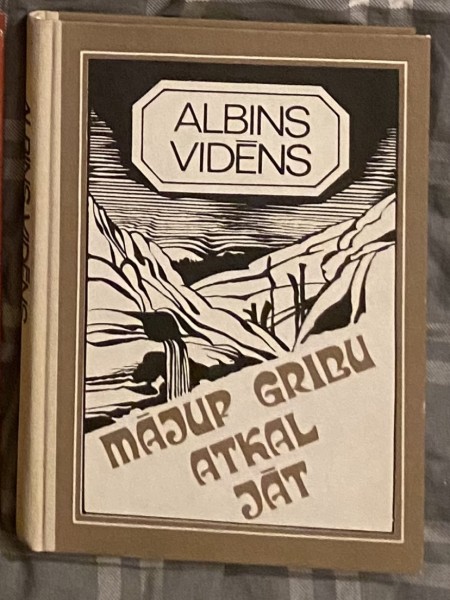 ALBINS
VIDĒNS
MĀJUP GRIBU
ATKAL
JĀT
ALBINS VIDĒNS